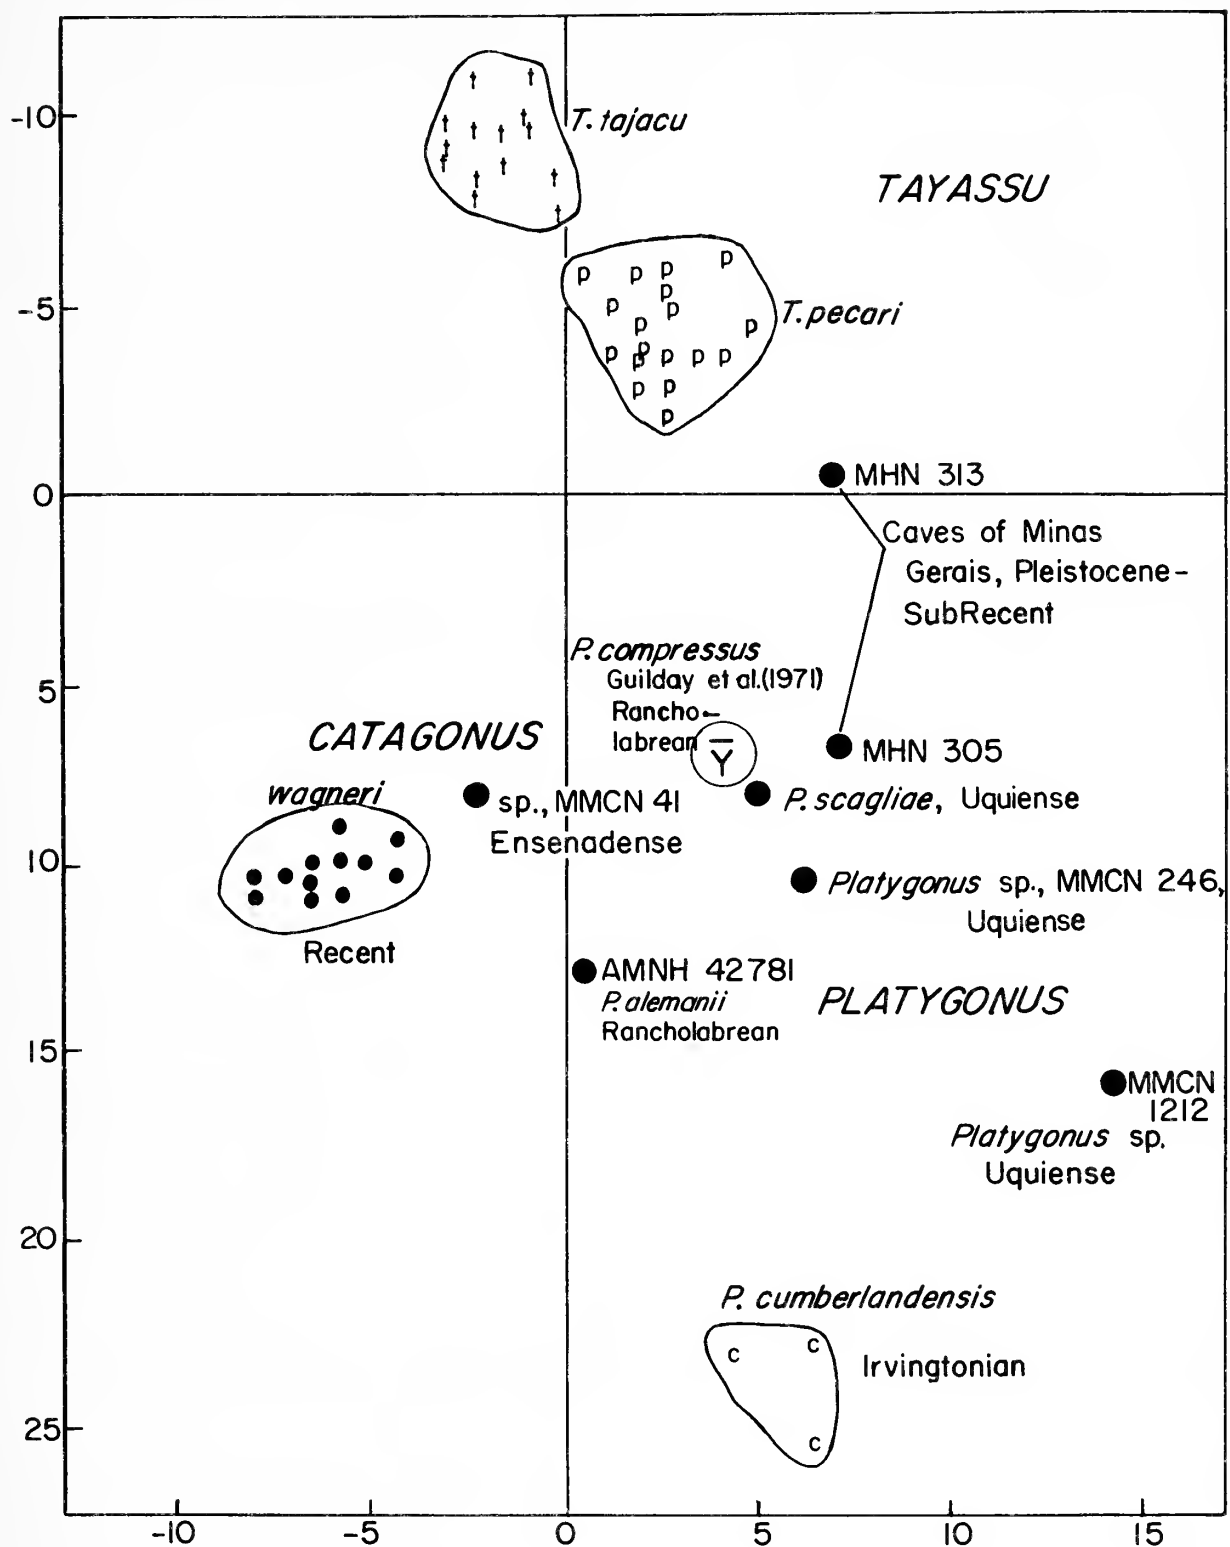 -10
T. tajacu
TAYASSU
-5
T. pecari
MHN 313
0
Caves of Minas
Gerais, Pleistocene-
SubRecent
P. compressus
Guilday et al.(1971)
Rancho-
labrean
Y
5
CATAGONUS
MHN 305
wagneri
sp., MMCN 41
Ensenadense
P. scagliae, Uquiense
10
Platygonus sp., MMCN 246,
Uquiense
Recent
AMNH 42781
P. alemanii
Rancholabrean
PLATYGONUS
15
MMCN
1212
Platygonus sp.
Uquiense
20
P. cumberlandensis
c c
Irvingtonian
25
c
-10 -5 0 5 10 15
t t
t t t t t t
t t t t t
t t
p p p p
p p p
p p
p p p p p p
p p
p